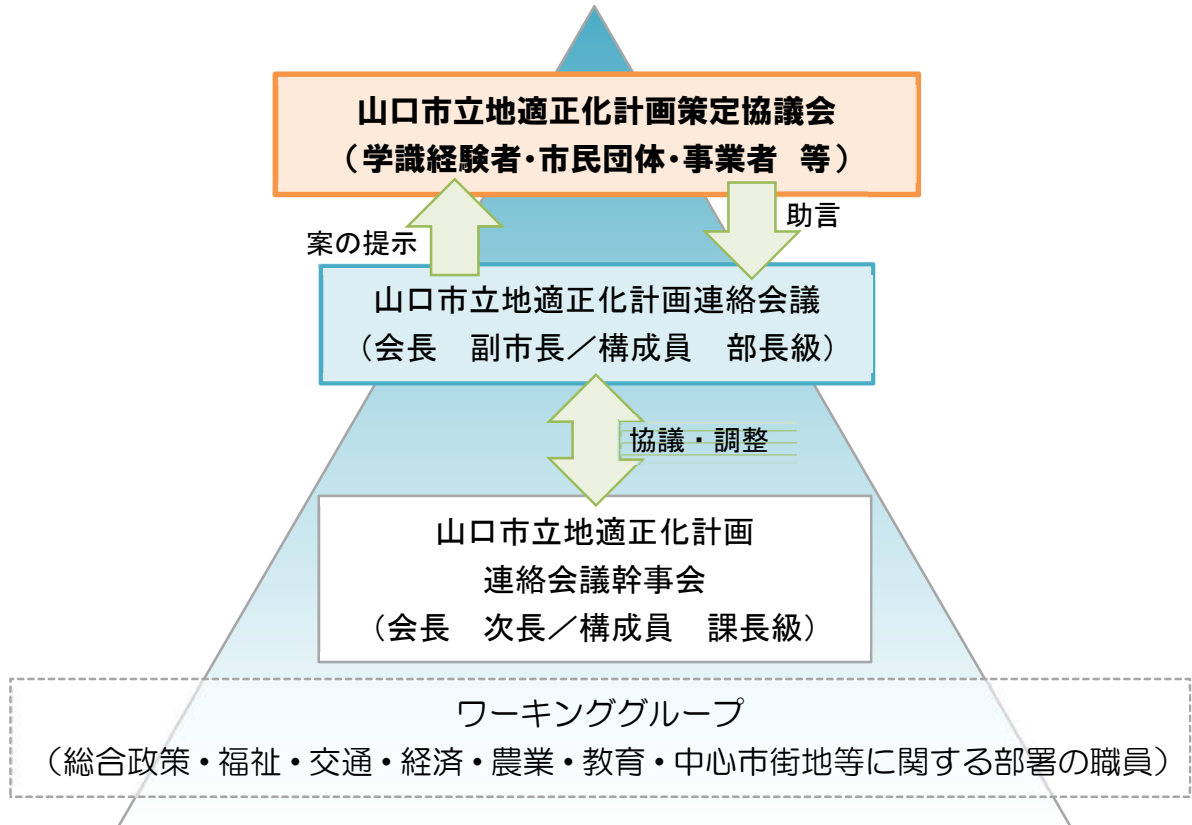 山口市立地適正化計画策定協議会
（学識経験者・市民団体・事業者 等）
案の提示
助言
山口市立地適正化計画連絡会議
（会長　副市長／構成員　部長級）
協議・調整
山口市立地適正化計画
連絡会議幹事会
（会長　次長／構成員　課長級）
ワーキンググループ
（総合政策・福祉・交通・経済・農業・教育・中心市街地等に関する部署の職員）